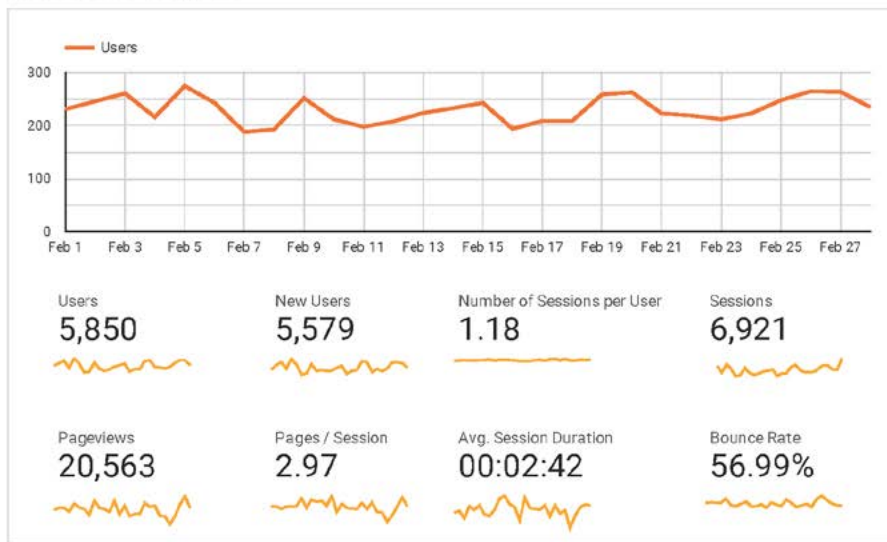 Users
300
200
100
0
Feb 1 Feb 3 Feb 5 Feb 7 Feb 9 Feb 11 Feb 13 Feb 15 Feb 17 Feb 19 Feb 21 Feb 23 Feb 25 Feb 27
Users New Users Number of Sessions per User Sessions
5,850 5,579 1.18 6,921
Pageviews Pages / Session Avg. Session Duration Bounce Rate
20,563 2.97 00:02:42 56.99%